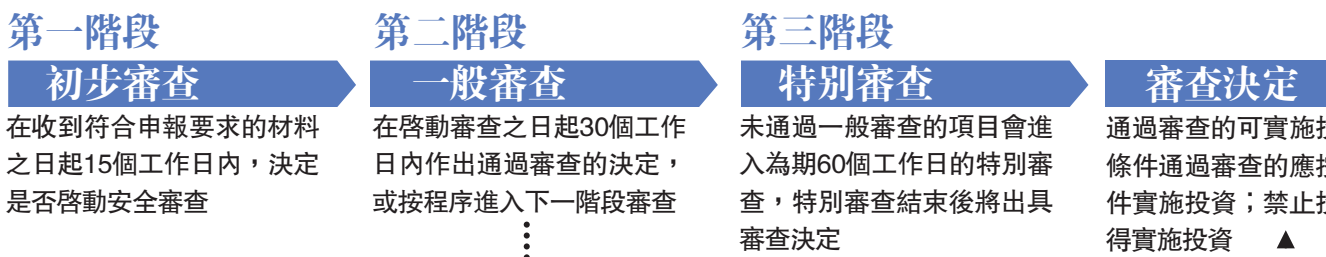 第一階段
初步審查
在收到符合申報要求的材料
之日起15個工作日內，決定
是否啓動安全審查
第二階段
一般審查
在啓動審查之日起30個工作
日內作出通過審查的決定，
或按程序進入下一階段審查
第三階段
特別審查
未通過一般審查的項目會進
入為期60個工作日的特別審
查，特別審查結束後將出具
審查決定
審查決定
通過審查的可實施
條件通過審查的應
件實施投資；禁止
得實施投資